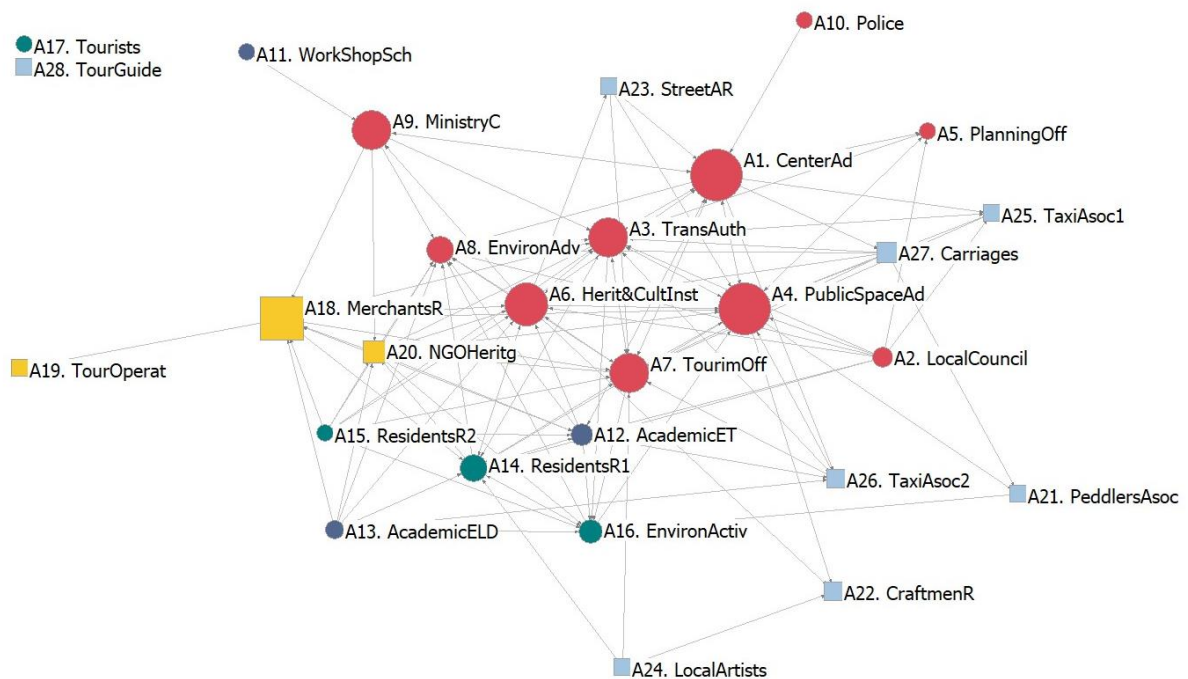 A10. Police
A17. Tourists
A11. WorkShopSch
A28. TourGuide
A23. StreetAR
A9. MinistryC
A5. PlanningOff
A1. CenterAd
A25. TaxiAsoc1
A3. TransAuth
A8. EnvironAdv
A27. Carriages
A6. Herit&CultInst
A4. PublicSpaceAd
A18. MerchantsR
A20. NGOHeritg
A7. TourimOff
A2. LocalCouncil
A19. TourOperat
A15. ResidentsR2
A12. AcademicET
A14. ResidentsR1
A26. TaxiAsoc2
A21. PeddlersAsoc
A13. AcademicELD
A16. EnvironActiv
A22. CraftmenR
A24. LocalArtists